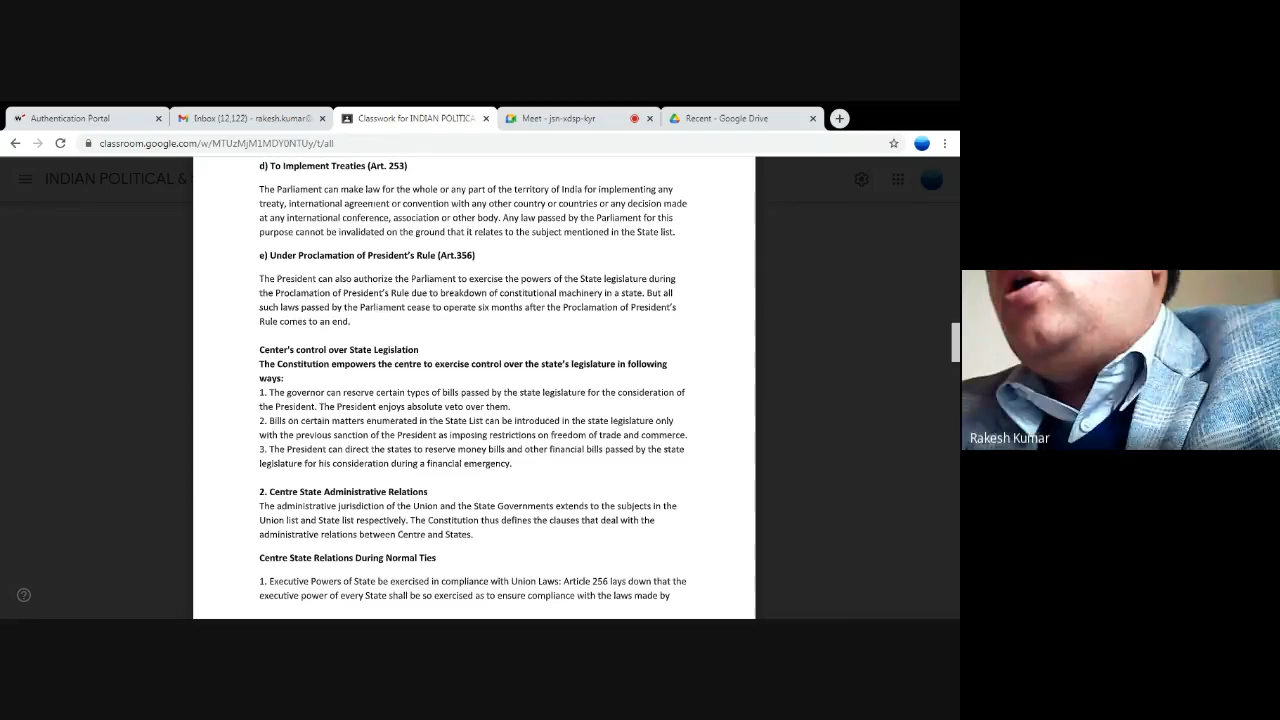 Authentication Portal
Inbox (12,122) - rakesh.kumar@
Classwork for INDIAN POLITICA
Meet - jsn-xdsp-kyr
Recent - Google Drive
classroom.google.com/w/MTUzMjM1MDY0NTUy/t/all
INDIAN POLITICAL &
d) To Implement Treaties (Art. 253)
The Parliament can make law for the whole or any part of the territory of India for implementing any
treaty, international agreement or convention with any other country or countries or any decision made
at any international conference, association or other body. Any law passed by the Parliament for this
purpose cannot be invalidated on the ground that it relates to the subject mentioned in the State list.
e) Under Proclamation of President's Rule (Art.356)
The President can also authorize the Parliament to exercise the powers of the State legislature during
the Proclamation of President's Rule due to breakdown of constitutional machinery in a state. But all
such laws passed by the Parliament cease to operate six months after the Proclamation of President's
Rule comes to an end.
Center's control over State Legislation
The Constitution empowers the centre to exercise control over the state's legislature in following
ways:
1. The governor can reserve certain types of bills passed by the state legislature for the consideration of
the President. The President enjoys absolute veto over them.
2. Bills on certain matters enumerated in the State List can be introduced in the state legislature only
with the previous sanction of the President as imposing restrictions on freedom of trade and commerce.
3. The President can direct the states to reserve money bills and other financial bills passed by the state
legislature for his consideration during a financial emergency.
2. Centre State Administrative Relations
The administrative jurisdiction of the Union and the State Governments extends to the subjects in the
Union list and State list respectively. The Constitution thus defines the clauses that deal with the
administrative relations between Centre and States.
Centre State Relations During Normal Ties
1. Executive Powers of State be exercised in compliance with Union Laws: Article 256 lays down that the
executive power of every State shall be so exercised as to ensure compliance with the laws made by
Rakesh Kumar